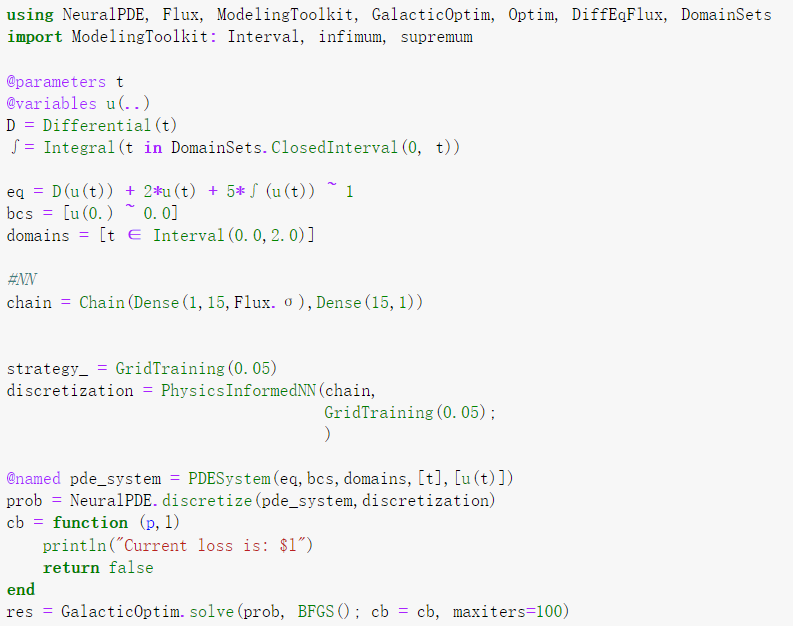 using NeuralPDE, Flux, ModelingToolkit, GalacticOptim, Optim, DiffEqFlux, DomainSets
import ModelingToolkit: Interval, infimum, supremum
@parameters t
@variables u(..)
D = Differential(t)
∫= Integral(t in DomainSets.ClosedInterval(0, t))
eq = D(u(t)) + 2*u(t) + 5*∫(u(t)) ~ 1
bcs = [u(0.) ~ 0.0]
domains = [t ∈ Interval(0.0,2.0)]
#NN
chain = Chain(Dense(1,15,Flux.σ),Dense(15,1))
strategy_ = GridTraining(0.05)
discretization = PhysicsInformedNN(chain,
GridTraining(0.05);
)
@named pde_system = PDESystem(eq,bcs,domains,[t],[u(t)])
prob = NeuralPDE.discretize(pde_system,discretization)
cb = function (p,l)
println("Current loss is: $l")
return false
end
res = GalacticOptim.solve(prob, BFGS(); cb = cb, maxiters=100)